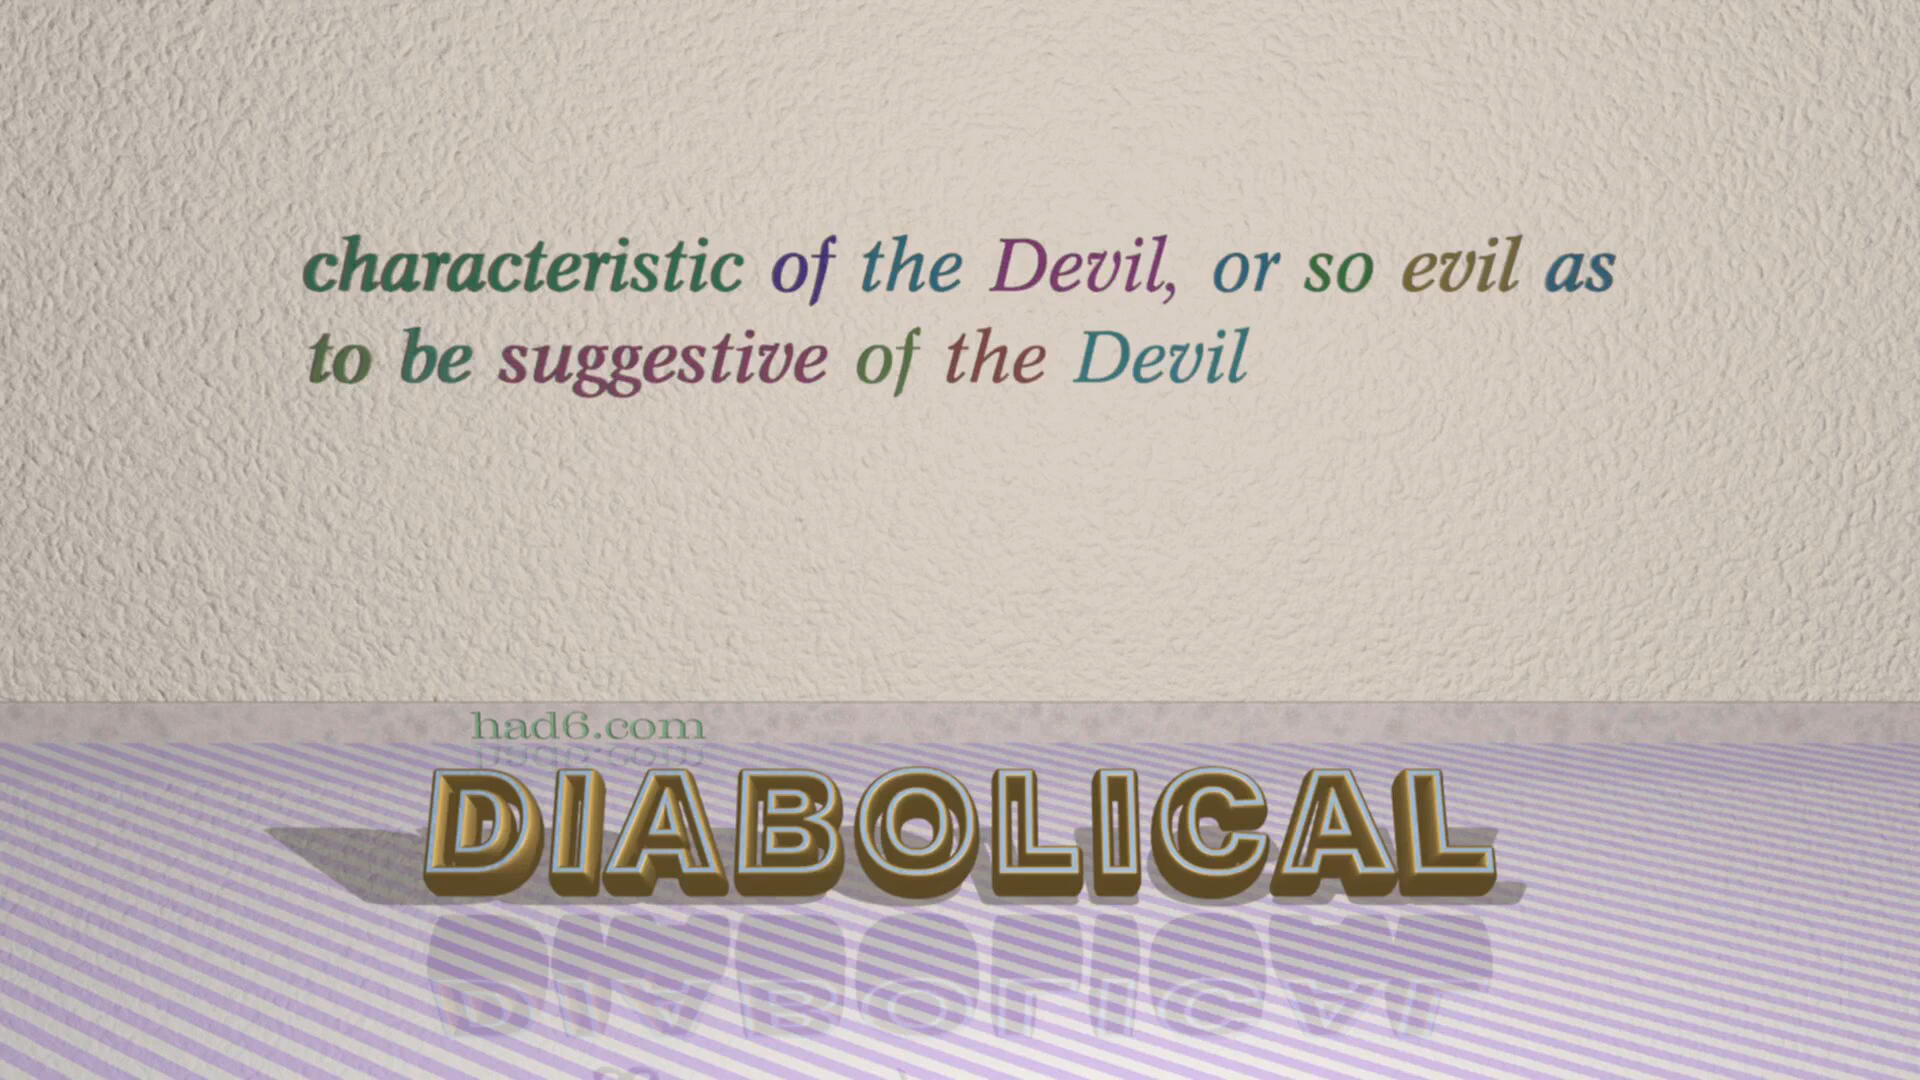 characteristic of the Devil, or so evil as
to be suggestive of the Devil
had6.com
DIABOLICAL